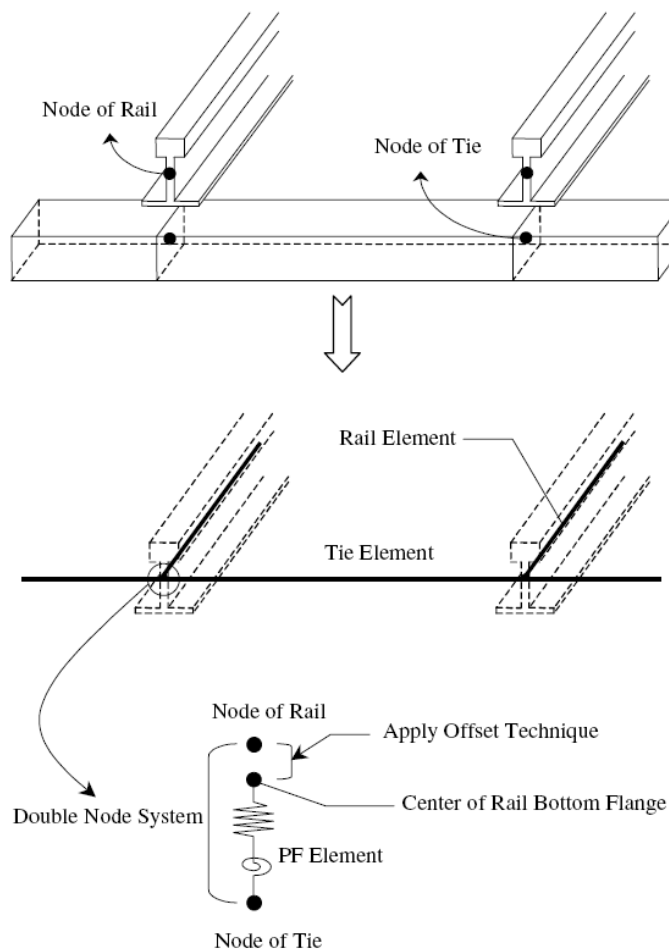 Node of Rail
Node of Tie
Rail Element
Tie Element
Node of Rail
Apply Offset Technique
Double Node System
Center of Rail Bottom Flange
PF Element
Node of Tie